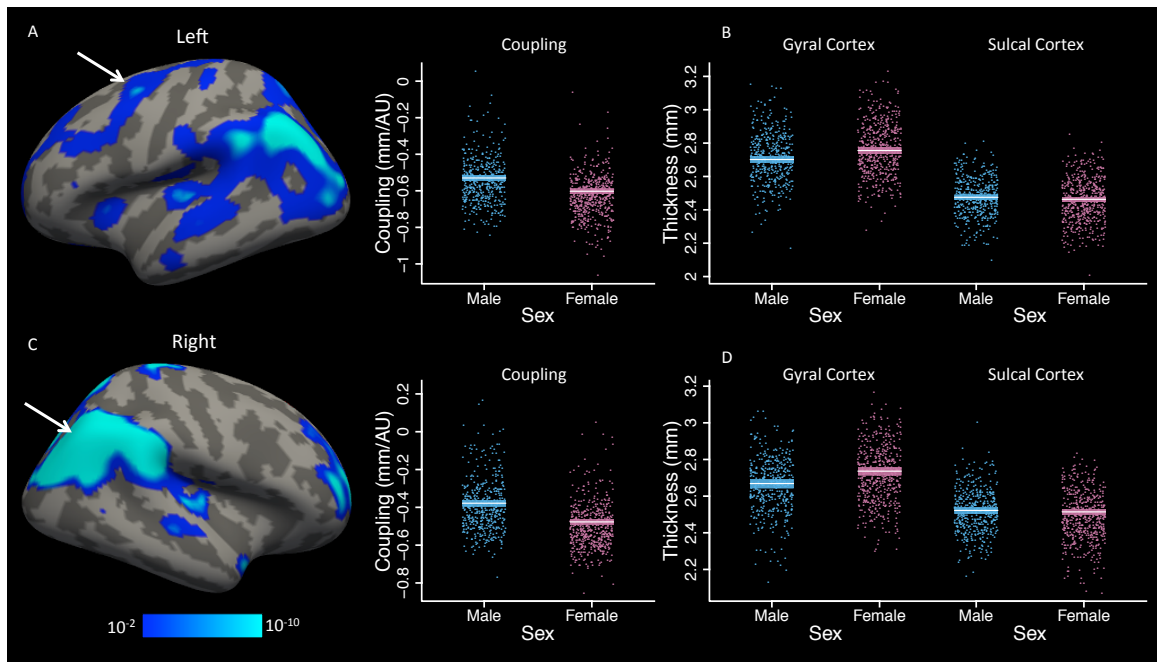 A
Left
Coupling
Coupling (mm/AU)
0
−0.2
−0.4
−0.6
−0.8
−1
Male
Female
Sex
B
Gyral Cortex
Sulcal Cortex
Thickness (mm)
3.2
3
2.8
2.6
2.4
2.2
2
Male
Female
Male
Female
Sex
Sex
C
Right
10-2
10-10
Coupling
Coupling (mm/AU)
0.2
0
−0.2
−0.4
−0.6
−0.8
Male
Female
Sex
D
Gyral Cortex
Sulcal Cortex
Thickness (mm)
3.2
3
2.8
2.6
2.4
2.2
Male
Female
Male
Female
Sex
Sex